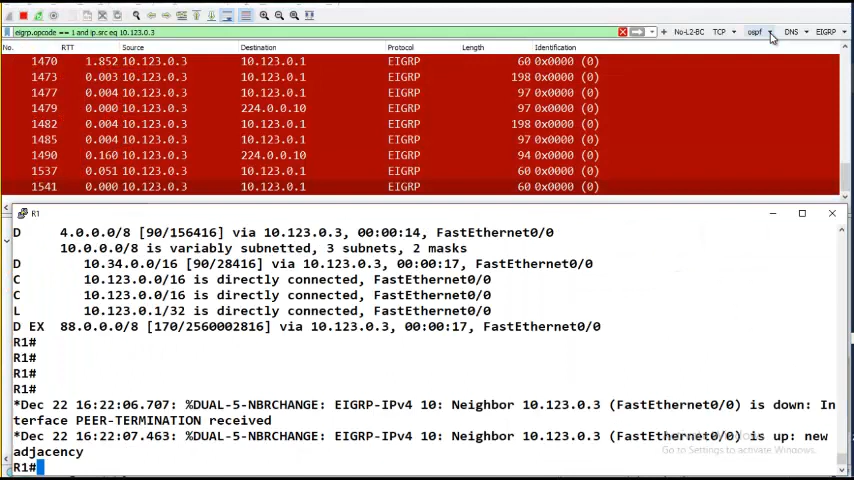 eigrp.opcode == 1 and ip.src eq 10.123.0.3 No-L2-BC TCP ospf DNS EIGRP
No. RTT Source Destination Protocol Length Identification
1470 1.852 10.123.0.3 10.123.0.1 EIGRP 60 0x0000 (0)
1473 0.003 10.123.0.3 10.123.0.1 EIGRP 198 0x0000 (0)
1477 0.004 10.123.0.3 10.123.0.1 EIGRP 97 0x0000 (0)
1479 0.000 10.123.0.3 224.0.0.10 EIGRP 97 0x0000 (0)
1482 0.004 10.123.0.3 10.123.0.1 EIGRP 198 0x0000 (0)
1485 0.004 10.123.0.3 10.123.0.1 EIGRP 97 0x0000 (0)
1490 0.160 10.123.0.3 224.0.0.10 EIGRP 94 0x0000 (0)
1537 0.051 10.123.0.3 10.123.0.1 EIGRP 60 0x0000 (0)
1541 0.000 10.123.0.3 10.123.0.1 EIGRP 60 0x0000 (0)
R1
D 4.0.0.0/8 [90/156416] via 10.123.0.3, 00:00:14, FastEthernet0/0
10.0.0.0/8 is variably subnetted, 3 subnets, 2 masks
D 10.34.0.0/16 [90/28416] via 10.123.0.3, 00:00:17, FastEthernet0/0
C 10.123.0.0/16 is directly connected, FastEthernet0/0
C 10.123.0.0/16 is directly connected, FastEthernet0/0
L 10.123.0.1/32 is directly connected, FastEthernet0/0
D EX 88.0.0.0/8 [170/2560002816] via 10.123.0.3, 00:00:17, FastEthernet0/0
R1#
R1#
R1#
R1#
*Dec 22 16:22:06.707: %DUAL-5-NBRCHANGE: EIGRP-IPv4 10: Neighbor 10.123.0.3 (FastEthernet0/0) is down: In
terface PEER-TERMINATION received
*Dec 22 16:22:07.463: %DUAL-5-NBRCHANGE: EIGRP-IPv4 10: Neighbor 10.123.0.3 (FastEthernet0/0) is up: new
adjacency
Go to Settings to activate Windows.
R1#